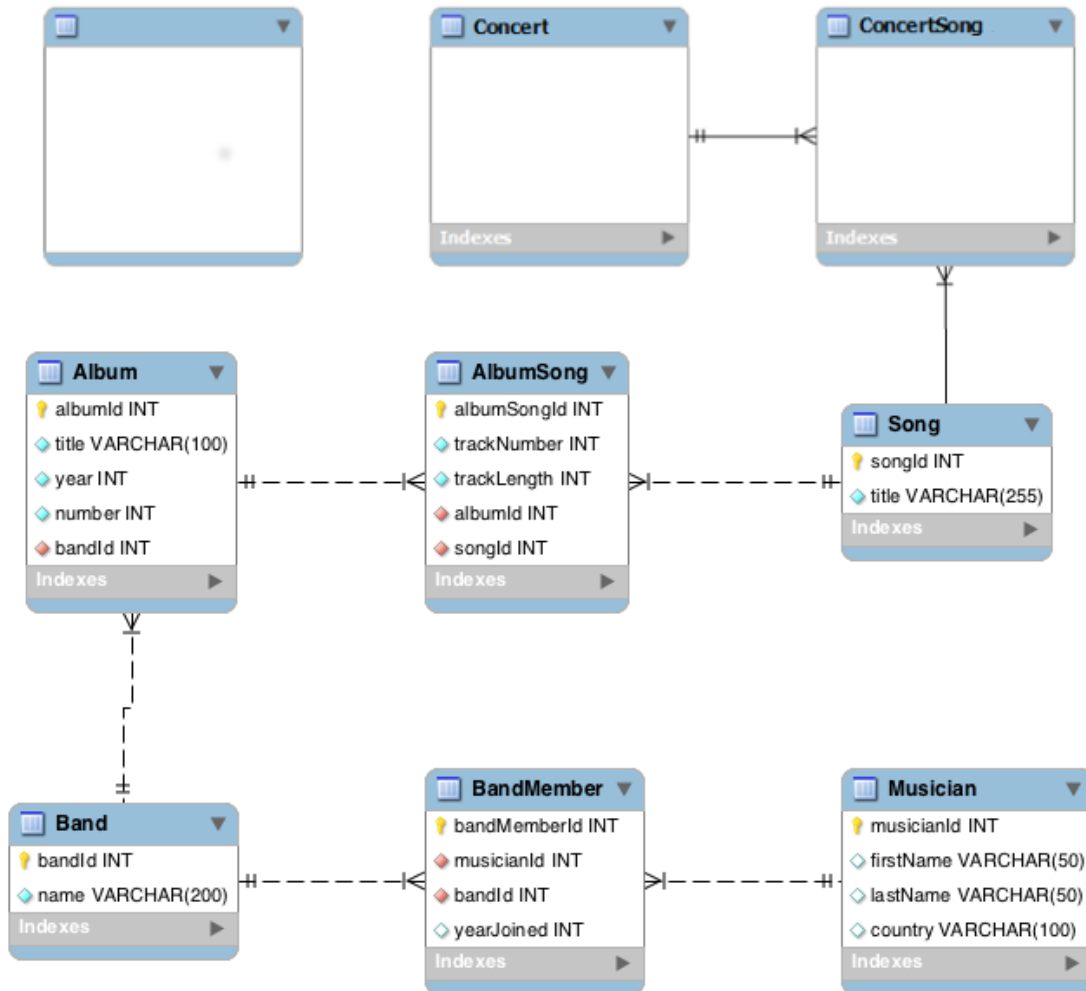 Concert
Indexes
ConcertSong
Indexes
Album
albumId INT
title VARCHAR(100)
year INT
number INT
bandId INT
Indexes
AlbumSong
albumSongId INT
trackNumber INT
trackLength INT
albumId INT
songId INT
Indexes
Song
songId INT
title VARCHAR(255)
Indexes
Band
bandId INT
name VARCHAR(200)
Indexes
BandMember
bandMemberId INT
musicianId INT
bandId INT
yearJoined INT
Indexes
Musician
musicianId INT
firstName VARCHAR(50)
lastName VARCHAR(50)
country VARCHAR(100)
Indexes